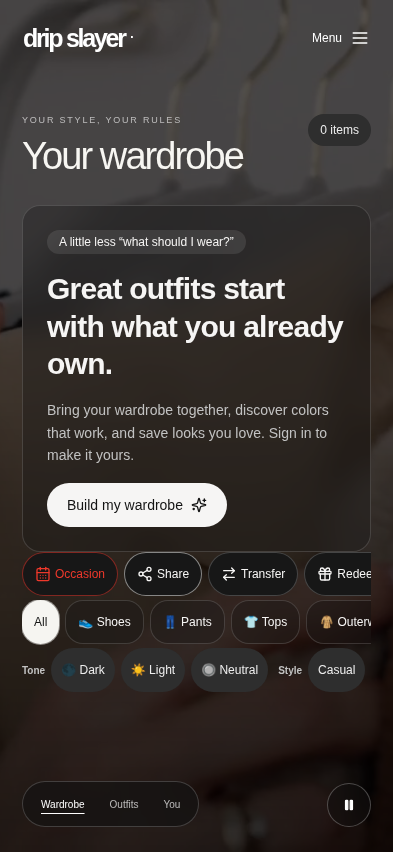 drip slayer
Menu
YOUR STYLE, YOUR RULES
Your wardrobe
0 items
A little less “what should I wear?”
Great outfits start
with what you already
own.
Bring your wardrobe together, discover colors
that work, and save looks you love. Sign in to
make it yours.
Build my wardrobe
Occasion Share Transfer Redee
All Shoes Pants Tops Outerw
Tone Dark Light Neutral Style Casual
Wardrobe Outfits You